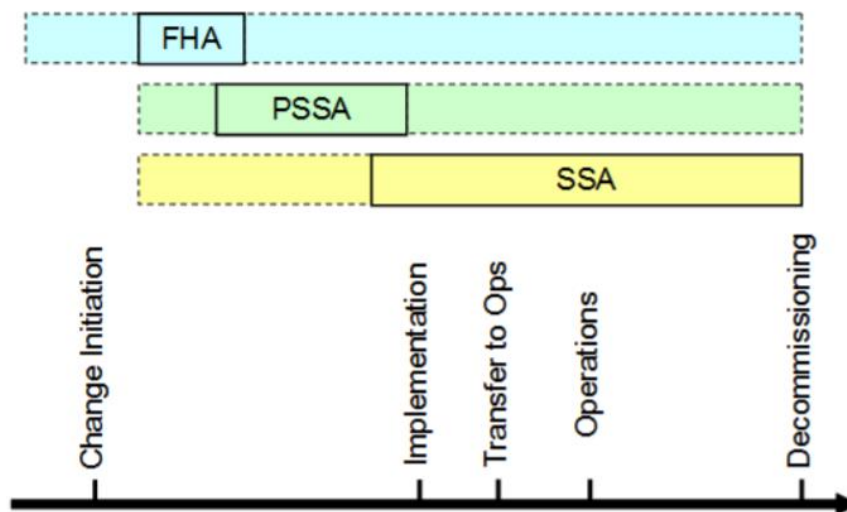 FHA
PSSA
SSA
Change Initiation
Implementation
Transfer to Ops
Operations
Decommissioning